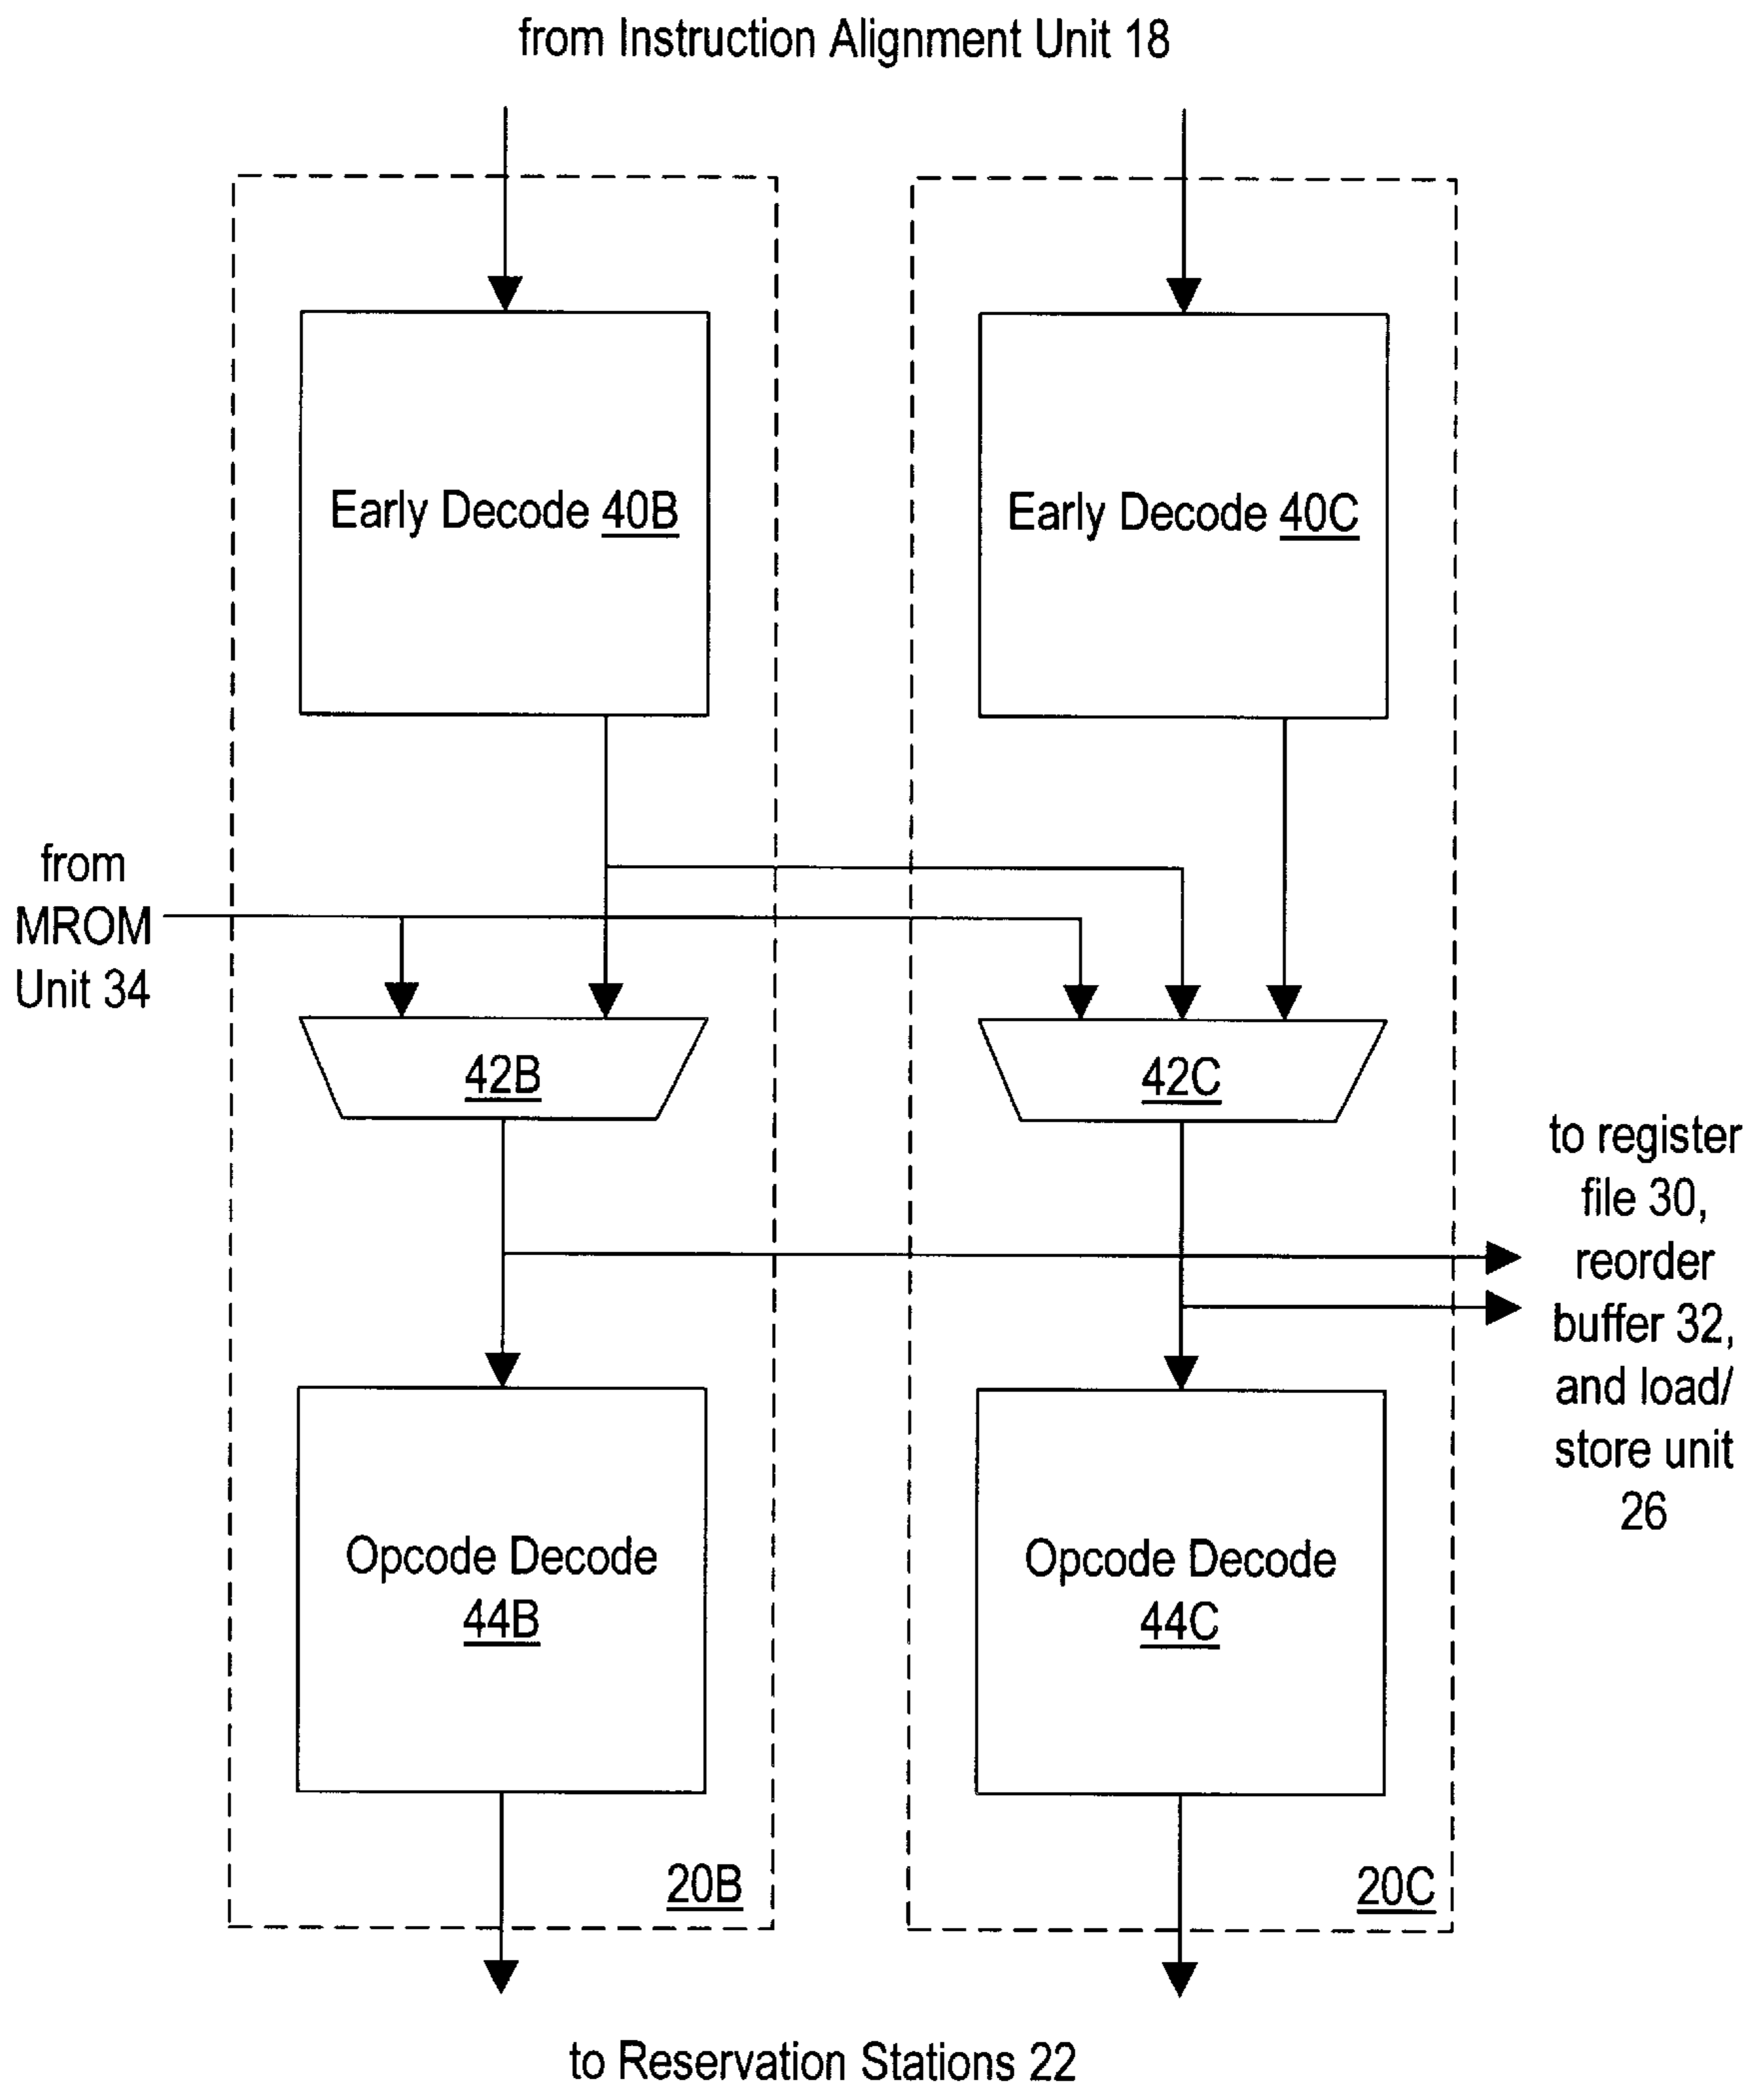 from Instruction Alignment Unit 18
Early Decode 40B
Early Decode 40C
from
MROM
Unit 34
42B
42C
to register
file 30,
reorder
buffer 32,
and load/
store unit
26
Opcode Decode
44B
Opcode Decode
44C
20B
20C
to Reservation Stations 22